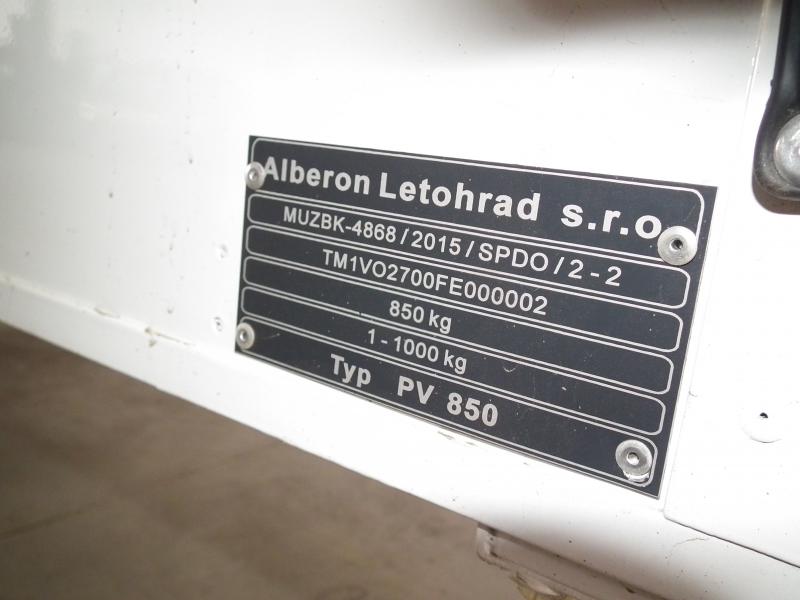 Alberon Letohrad s.r.o.
MUZBK-4868/2015/SPDO/2-2
TM1VO2700FE000002
850 kg
1-1000 kg
Typ PV 850